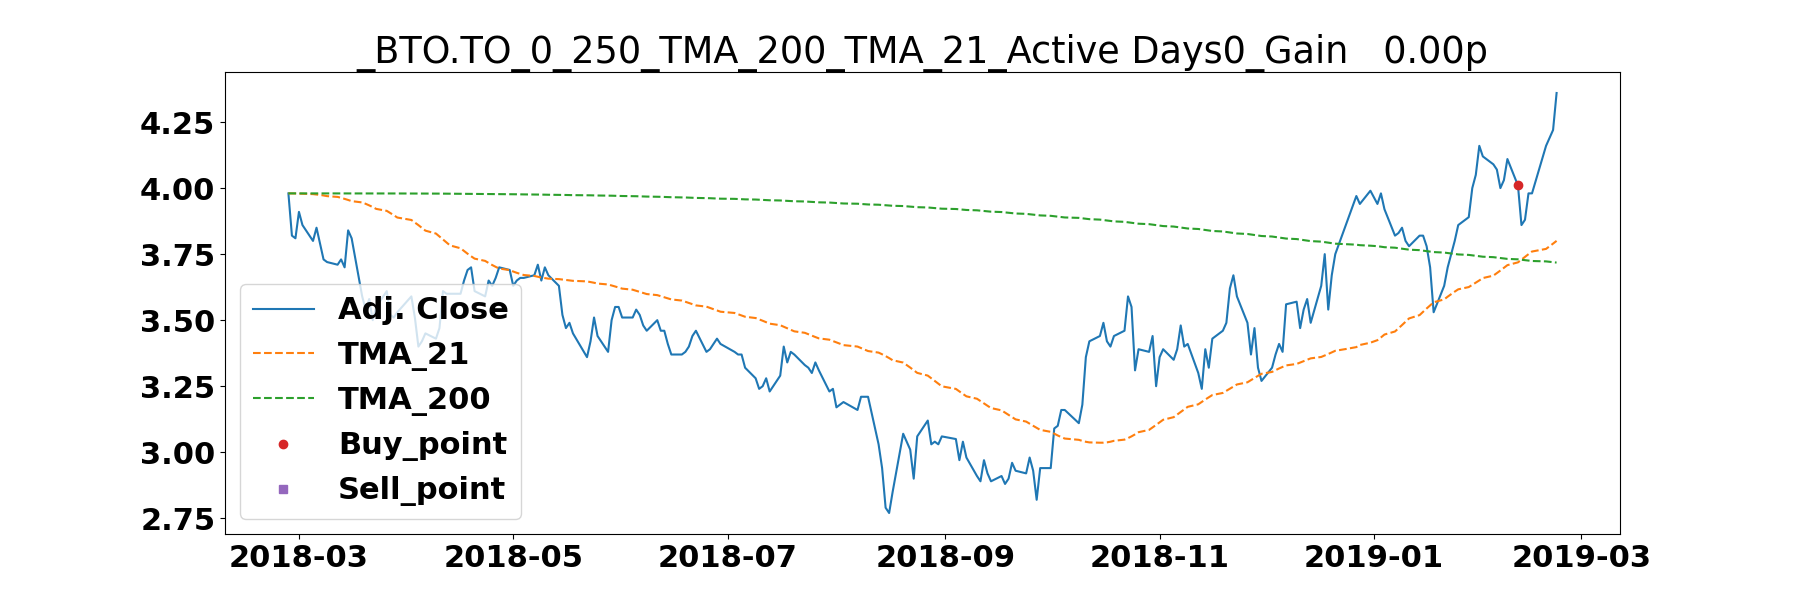 _BTO.TO_0_250_TMA_200_TMA_21_Active Days0_Gain   0.00p
4.25
4.00
3.75
3.50
3.25
3.00
2.75
Adj. Close
TMA_21
TMA_200
Buy_point
Sell_point
2018-03 2018-05 2018-07 2018-09 2018-11 2019-01 2019-03